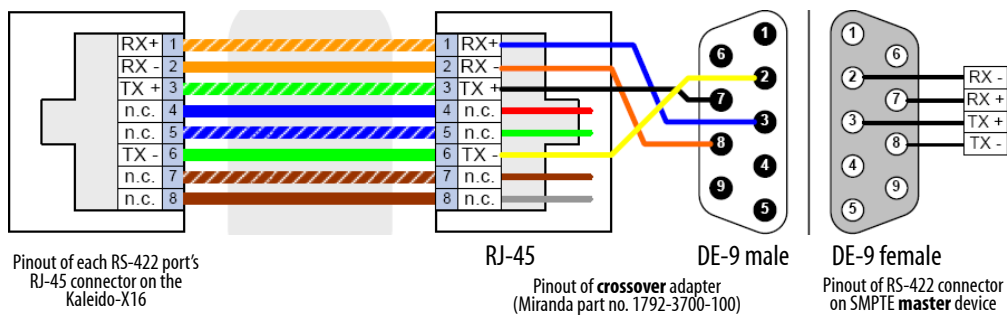 RX+ 1
RX - 2
TX + 3
n.c. 4
n.c. 5
TX - 6
n.c. 7
n.c. 8
1 RX+
2 RX -
3 TX +
4 n.c.
5 n.c.
6 TX -
7 n.c.
8 n.c.
1
6
2
7
3
8
4
9
5
1
6
2
7
3
8
4
9
5
RX -
RX +
TX +
TX -
RJ-45
DE-9 male
DE-9 female
Pinout of each RS-422 port's
RJ-45 connector on the
Kaleido-X16
Pinout of crossover adapter
(Miranda part no. 1792-3700-100)
Pinout of RS-422 connector
on SMPTE master device